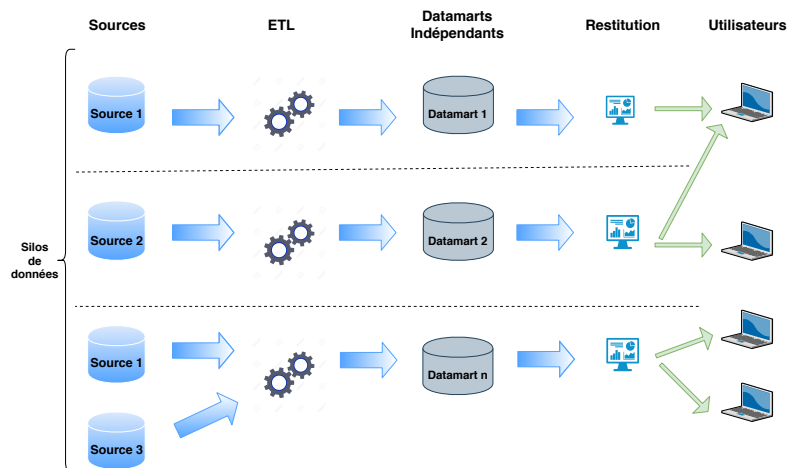 Sources
ETL
Datamarts
Indépendants
Restitution
Utilisateurs
Source 1
Datamart 1
Silos
de
données
Source 2
Datamart 2
Source 1
Datamart n
Source 3